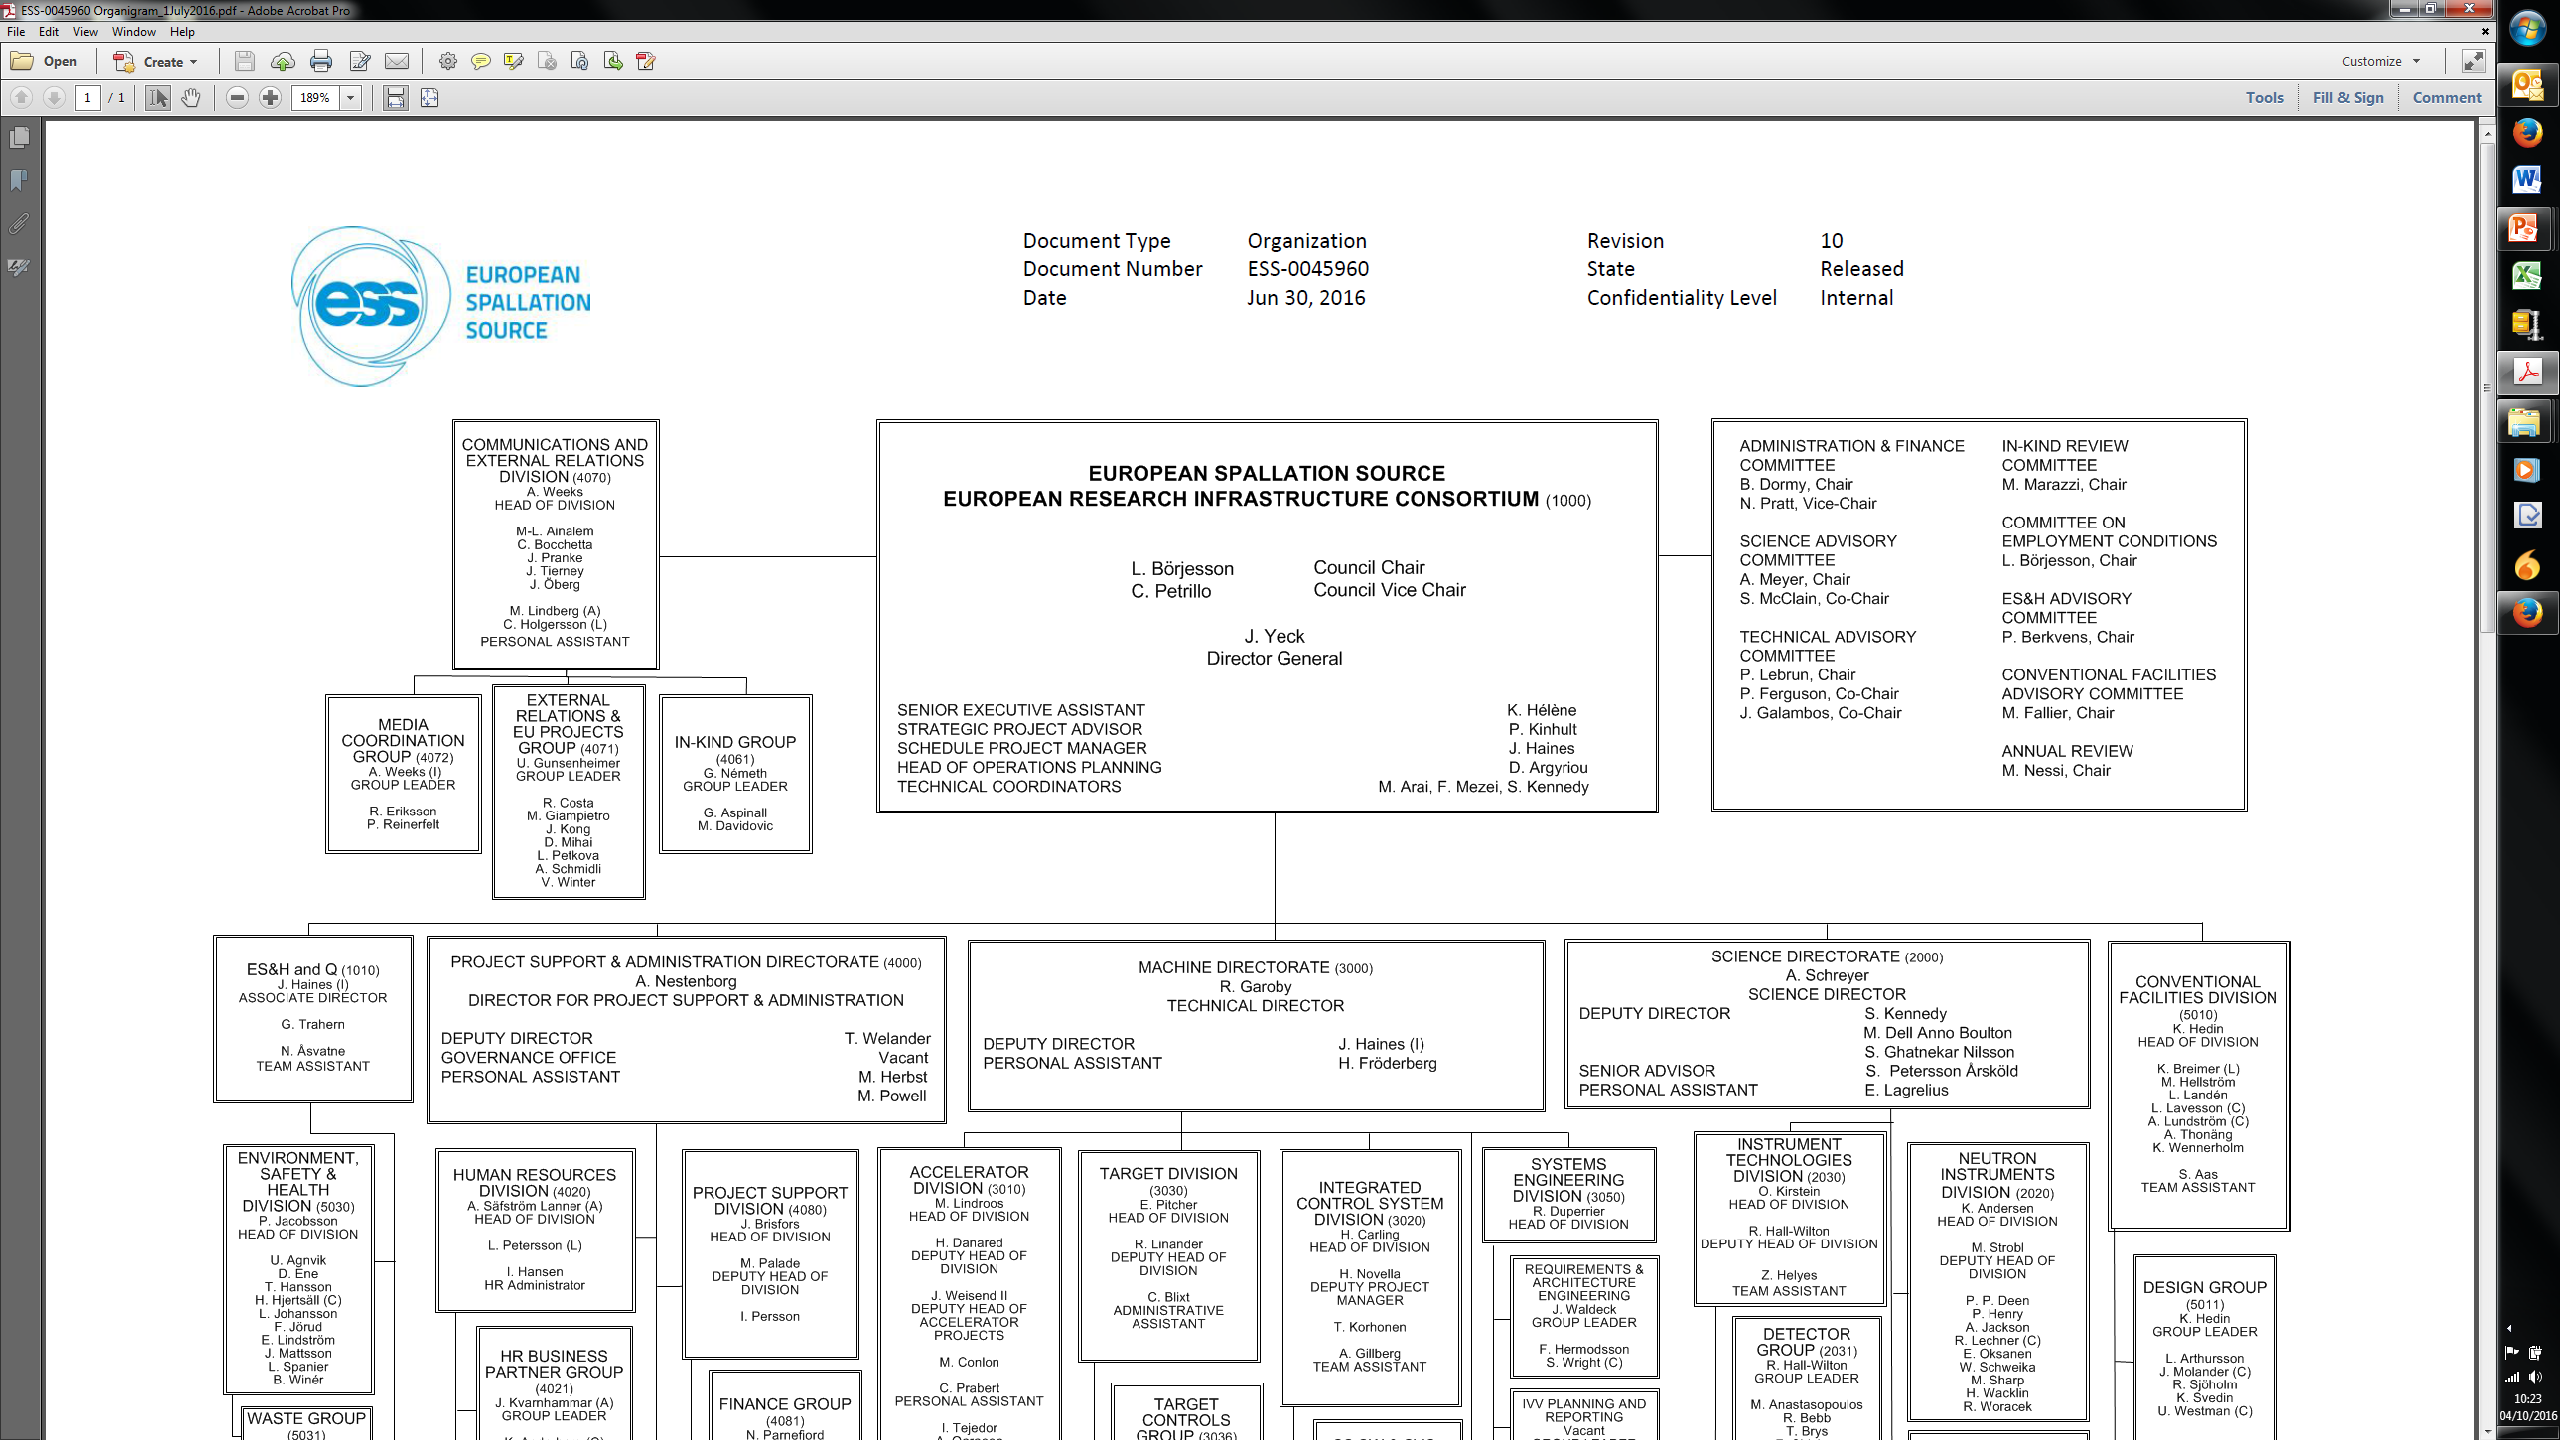 ESS-0045960 Organigram_1July2016.pdf - Adobe Acrobat Pro
File Edit View Window Help
Open Create Customize
1 / 1 189% Tools Fill & Sign Comment
ess
EUROPEAN
SPALLATION
SOURCE
Document Type Organization Revision 10
Document Number ESS-0045960 State Released
Date Jun 30, 2016 Confidentiality Level Internal
COMMUNICATIONS AND
EXTERNAL RELATIONS
DIVISION (4070)
A. Weeks
HEAD OF DIVISION
M-L. Ainalem
C. Bocchetta
J. Pranke
J. Tierney
J. Öberg
M. Lindberg (A)
C. Holgersson (L)
PERSONAL ASSISTANT
EUROPEAN SPALLATION SOURCE
EUROPEAN RESEARCH INFRASTRUCTURE CONSORTIUM (1000)
L. Börjesson Council Chair
C. Petrillo Council Vice Chair
J. Yeck
Director General
SENIOR EXECUTIVE ASSISTANT K. Hélène
STRATEGIC PROJECT ADVISOR P. Kinhult
SCHEDULE PROJECT MANAGER J. Haines
HEAD OF OPERATIONS PLANNING D. Argyriou
TECHNICAL COORDINATORS M. Arai, F. Mezei, S. Kennedy
ADMINISTRATION & FINANCE
COMMITTEE
B. Dormy, Chair
N. Pratt, Vice-Chair
SCIENCE ADVISORY
COMMITTEE
A. Meyer, Chair
S. McClain, Co-Chair
TECHNICAL ADVISORY
COMMITTEE
P. Lebrun, Chair
P. Ferguson, Co-Chair
J. Galambos, Co-Chair
IN-KIND REVIEW
COMMITTEE
M. Marazzi, Chair
COMMITTEE ON
EMPLOYMENT CONDITIONS
L. Börjesson, Chair
ES&H ADVISORY
COMMITTEE
P. Berkvens, Chair
CONVENTIONAL FACILITIES
ADVISORY COMMITTEE
M. Fallier, Chair
ANNUAL REVIEW
M. Nessi, Chair
MEDIA
COORDINATION
GROUP (4072)
A. Weeks (I)
GROUP LEADER
R. Eriksson
P. Reinerfelt
EXTERNAL
RELATIONS &
EU PROJECTS
GROUP (4071)
U. Gunsenheimer
GROUP LEADER
R. Costa
M. Giampietro
J. Kong
D. Mihai
L. Petkova
A. Schmidli
V. Winter
IN-KIND GROUP
(4061)
G. Németh
GROUP LEADER
G. Aspinall
M. Davidovic
ES&H and Q (1010)
J. Haines (I)
ASSOCIATE DIRECTOR
G. Trahern
N. Åsvatne
TEAM ASSISTANT
PROJECT SUPPORT & ADMINISTRATION DIRECTORATE (4000)
A. Nestenborg
DIRECTOR FOR PROJECT SUPPORT & ADMINISTRATION
DEPUTY DIRECTOR T. Welander
GOVERNANCE OFFICE Vacant
PERSONAL ASSISTANT M. Herbst
M. Powell
MACHINE DIRECTORATE (3000)
R. Garoby
TECHNICAL DIRECTOR
DEPUTY DIRECTOR J. Haines (I)
PERSONAL ASSISTANT H. Fröderberg
SCIENCE DIRECTORATE (2000)
A. Schreyer
SCIENCE DIRECTOR
DEPUTY DIRECTOR S. Kennedy
M. Dell Anno Boulton
S. Ghatnekar Nilsson
SENIOR ADVISOR S. Petersson Årsköld
PERSONAL ASSISTANT E. Lagrelius
CONVENTIONAL
FACILITIES DIVISION
(5010)
K. Hedin
HEAD OF DIVISION
K. Breimer (L)
M. Hellström
L. Landén
L. Lavesson (C)
A. Lundström (C)
A. Thonäng
K. Wennerholm
S. Aas
TEAM ASSISTANT
ENVIRONMENT,
SAFETY &
HEALTH
DIVISION (5030)
P. Jacobsson
HEAD OF DIVISION
U. Agnvik
D. Ene
T. Hansson
H. Hjertsäll (C)
L. Johansson
F. Jörud
E. Lindström
J. Mattsson
L. Spanier
B. Winér
WASTE GROUP
(5031)
HUMAN RESOURCES
DIVISION (4020)
A. Säfström Lanner (A)
HEAD OF DIVISION
L. Petersson (L)
I. Hansen
HR Administrator
HR BUSINESS
PARTNER GROUP
(4021)
J. Kvarnhammar (A)
GROUP LEADER
PROJECT SUPPORT
DIVISION (4080)
J. Brisfors
HEAD OF DIVISION
M. Palade
DEPUTY HEAD OF
DIVISION
I. Persson
FINANCE GROUP
(4081)
N. Parnefjord
ACCELERATOR
DIVISION (3010)
M. Lindroos
HEAD OF DIVISION
H. Danared
DEPUTY HEAD OF
DIVISION
J. Weisend II
DEPUTY HEAD OF
ACCELERATOR
PROJECTS
M. Conlon
C. Prabert
PERSONAL ASSISTANT
I. Tejedor
TARGET DIVISION
(3030)
E. Pitcher
HEAD OF DIVISION
R. Linander
DEPUTY HEAD OF
DIVISION
C. Blixt
ADMINISTRATIVE
ASSISTANT
TARGET
CONTROLS
GROUP (3036)
INTEGRATED
CONTROL SYSTEM
DIVISION (3020)
H. Carling
HEAD OF DIVISION
H. Novella
DEPUTY PROJECT
MANAGER
T. Korhonen
A. Gillberg
TEAM ASSISTANT
SYSTEMS
ENGINEERING
DIVISION (3050)
R. Duperrier
HEAD OF DIVISION
REQUIREMENTS &
ARCHITECTURE
ENGINEERING
J. Waldeck
GROUP LEADER
F. Hermodsson
S. Wright (C)
IVV PLANNING AND
REPORTING
Vacant
INSTRUMENT
TECHNOLOGIES
DIVISION (2030)
O. Kirstein
HEAD OF DIVISION
R. Hall-Wilton
DEPUTY HEAD OF DIVISION
Z. Helyes
TEAM ASSISTANT
DETECTOR
GROUP (2031)
R. Hall-Wilton
GROUP LEADER
M. Anastasopoulos
R. Bebb
T. Brys
NEUTRON
INSTRUMENTS
DIVISION (2020)
K. Andersen
HEAD OF DIVISION
M. Strobl
DEPUTY HEAD OF
DIVISION
P. P. Deen
P. Henry
A. Jackson
R. Lechner (C)
E. Oksanen
W. Schweika
M. Sharp
H. Wacklin
R. Woracek
DESIGN GROUP
(5011)
K. Hedin
GROUP LEADER
L. Arthursson
J. Molander (C)
R. Sjöholm
K. Svedin
U. Westman (C)
10:23
04/10/2016